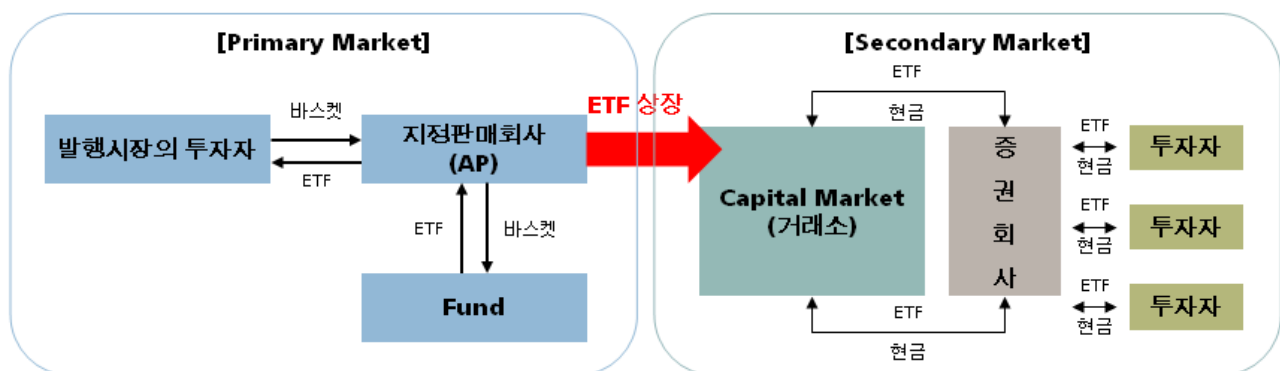 [Primary Market]
발행시장의 투자자
바스켓
ETF
지정판매회사
(AP)
ETF
바스켓
Fund
ETF 상장
[Secondary Market]
ETF
현금
Capital Market
(거래소)
증
권
회
사
ETF
현금
ETF
현금
투자자
ETF
현금
투자자
ETF
현금
투자자